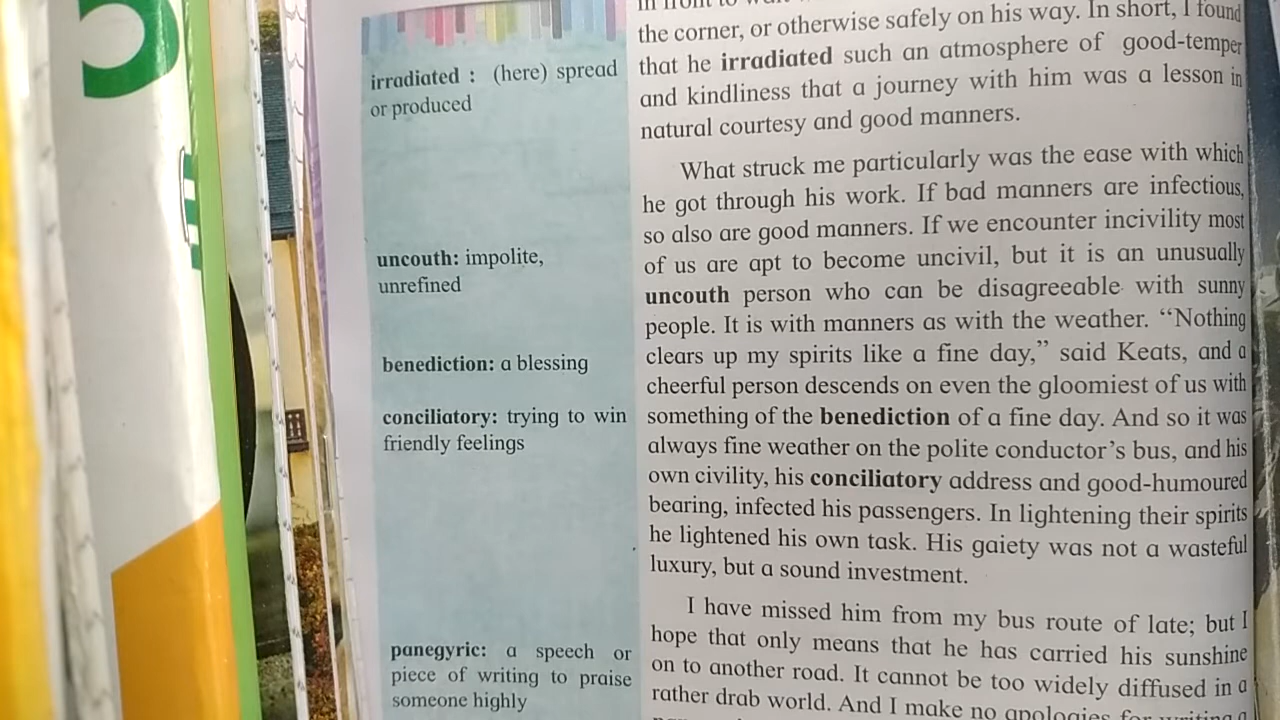 irradiated : (here) spread
or produced
uncouth: impolite,
unrefined
benediction: a blessing
conciliatory: trying to win
friendly feelings
panegyric: a speech or
piece of writing to praise
someone highly
the corner, or otherwise safely on his way. In short, I found
that he irradiated such an atmosphere of good-temper
and kindliness that a journey with him was a lesson in
natural courtesy and good manners.
What struck me particularly was the ease with which
he got through his work. If bad manners are infectious,
so also are good manners. If we encounter incivility most
of us are apt to become uncivil, but it is an unusually
uncouth person who can be disagreeable with sunny
people. It is with manners as with the weather. “Nothing
clears up my spirits like a fine day,” said Keats, and a
cheerful person descends on even the gloomiest of us with
something of the benediction of a fine day. And so it was
always fine weather on the polite conductor’s bus, and his
own civility, his conciliatory address and good-humoured
bearing, infected his passengers. In lightening their spirits
he lightened his own task. His gaiety was not a wasteful
luxury, but a sound investment.
I have missed him from my bus route of late; but I
hope that only means that he has carried his sunshine
on to another road. It cannot be too widely diffused in a
rather drab world. And I make no apologies for writing a